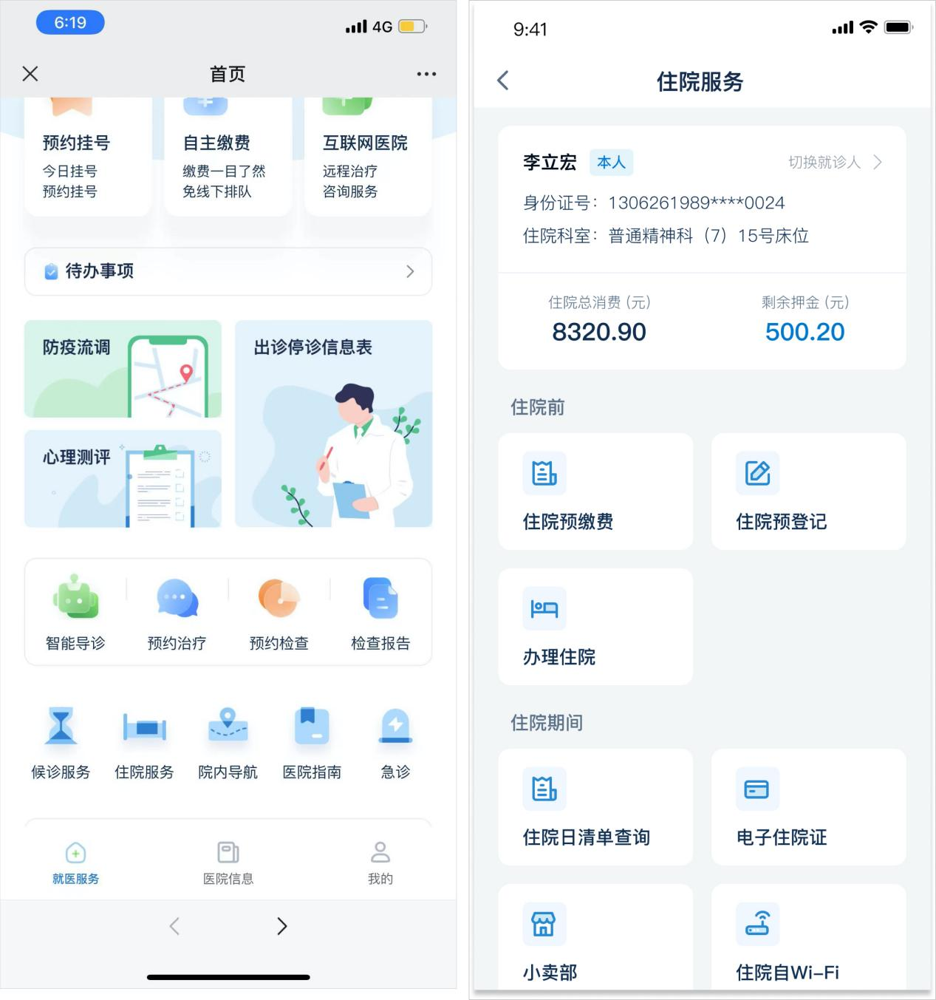 6:19
4G
首页
预约挂号
今日挂号
预约挂号
自主缴费
缴费一目了然
免线下排队
互联网医院
远程治疗
咨询服务
待办事项
防疫流调
出诊停诊信息表
心理测评
智能导诊
预约治疗
预约检查
检查报告
候诊服务
住院服务
院内导航
医院指南
急诊
就医服务
医院信息
我的
9:41
住院服务
李立宏
本人
切换就诊人
身份证号：1306261989****0024
住院科室：普通精神科（7）15号床位
住院总消费(元)
8320.90
剩余押金(元)
500.20
住院前
住院预缴费
住院预登记
办理住院
住院期间
住院日清单查询
电子住院证
小卖部
住院自Wi-Fi